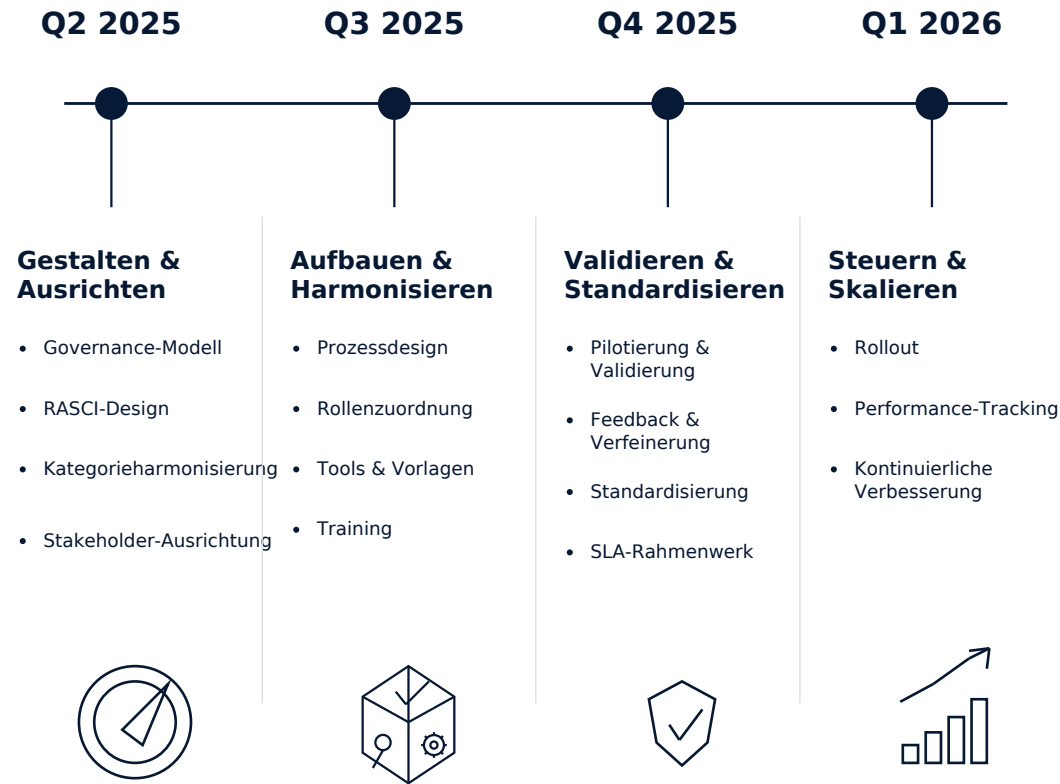 Q2 2025
Q3 2025
Q4 2025
Q1 2026
Gestalten &
Ausrichten
• Governance-Modell
• RASCI-Design
• Kategorieharmonisierung
• Stakeholder-Ausrichtung
Aufbauen &
Harmonisieren
• Prozessdesign
• Rollenzuordnung
• Tools & Vorlagen
• Training
Validieren &
Standardisieren
• Pilotierung &
Validierung
• Feedback &
Verfeinerung
• Standardisierung
• SLA-Rahmenwerk
Steuern &
Skalieren
• Rollout
• Performance-Tracking
• Kontinuierliche
Verbesserung